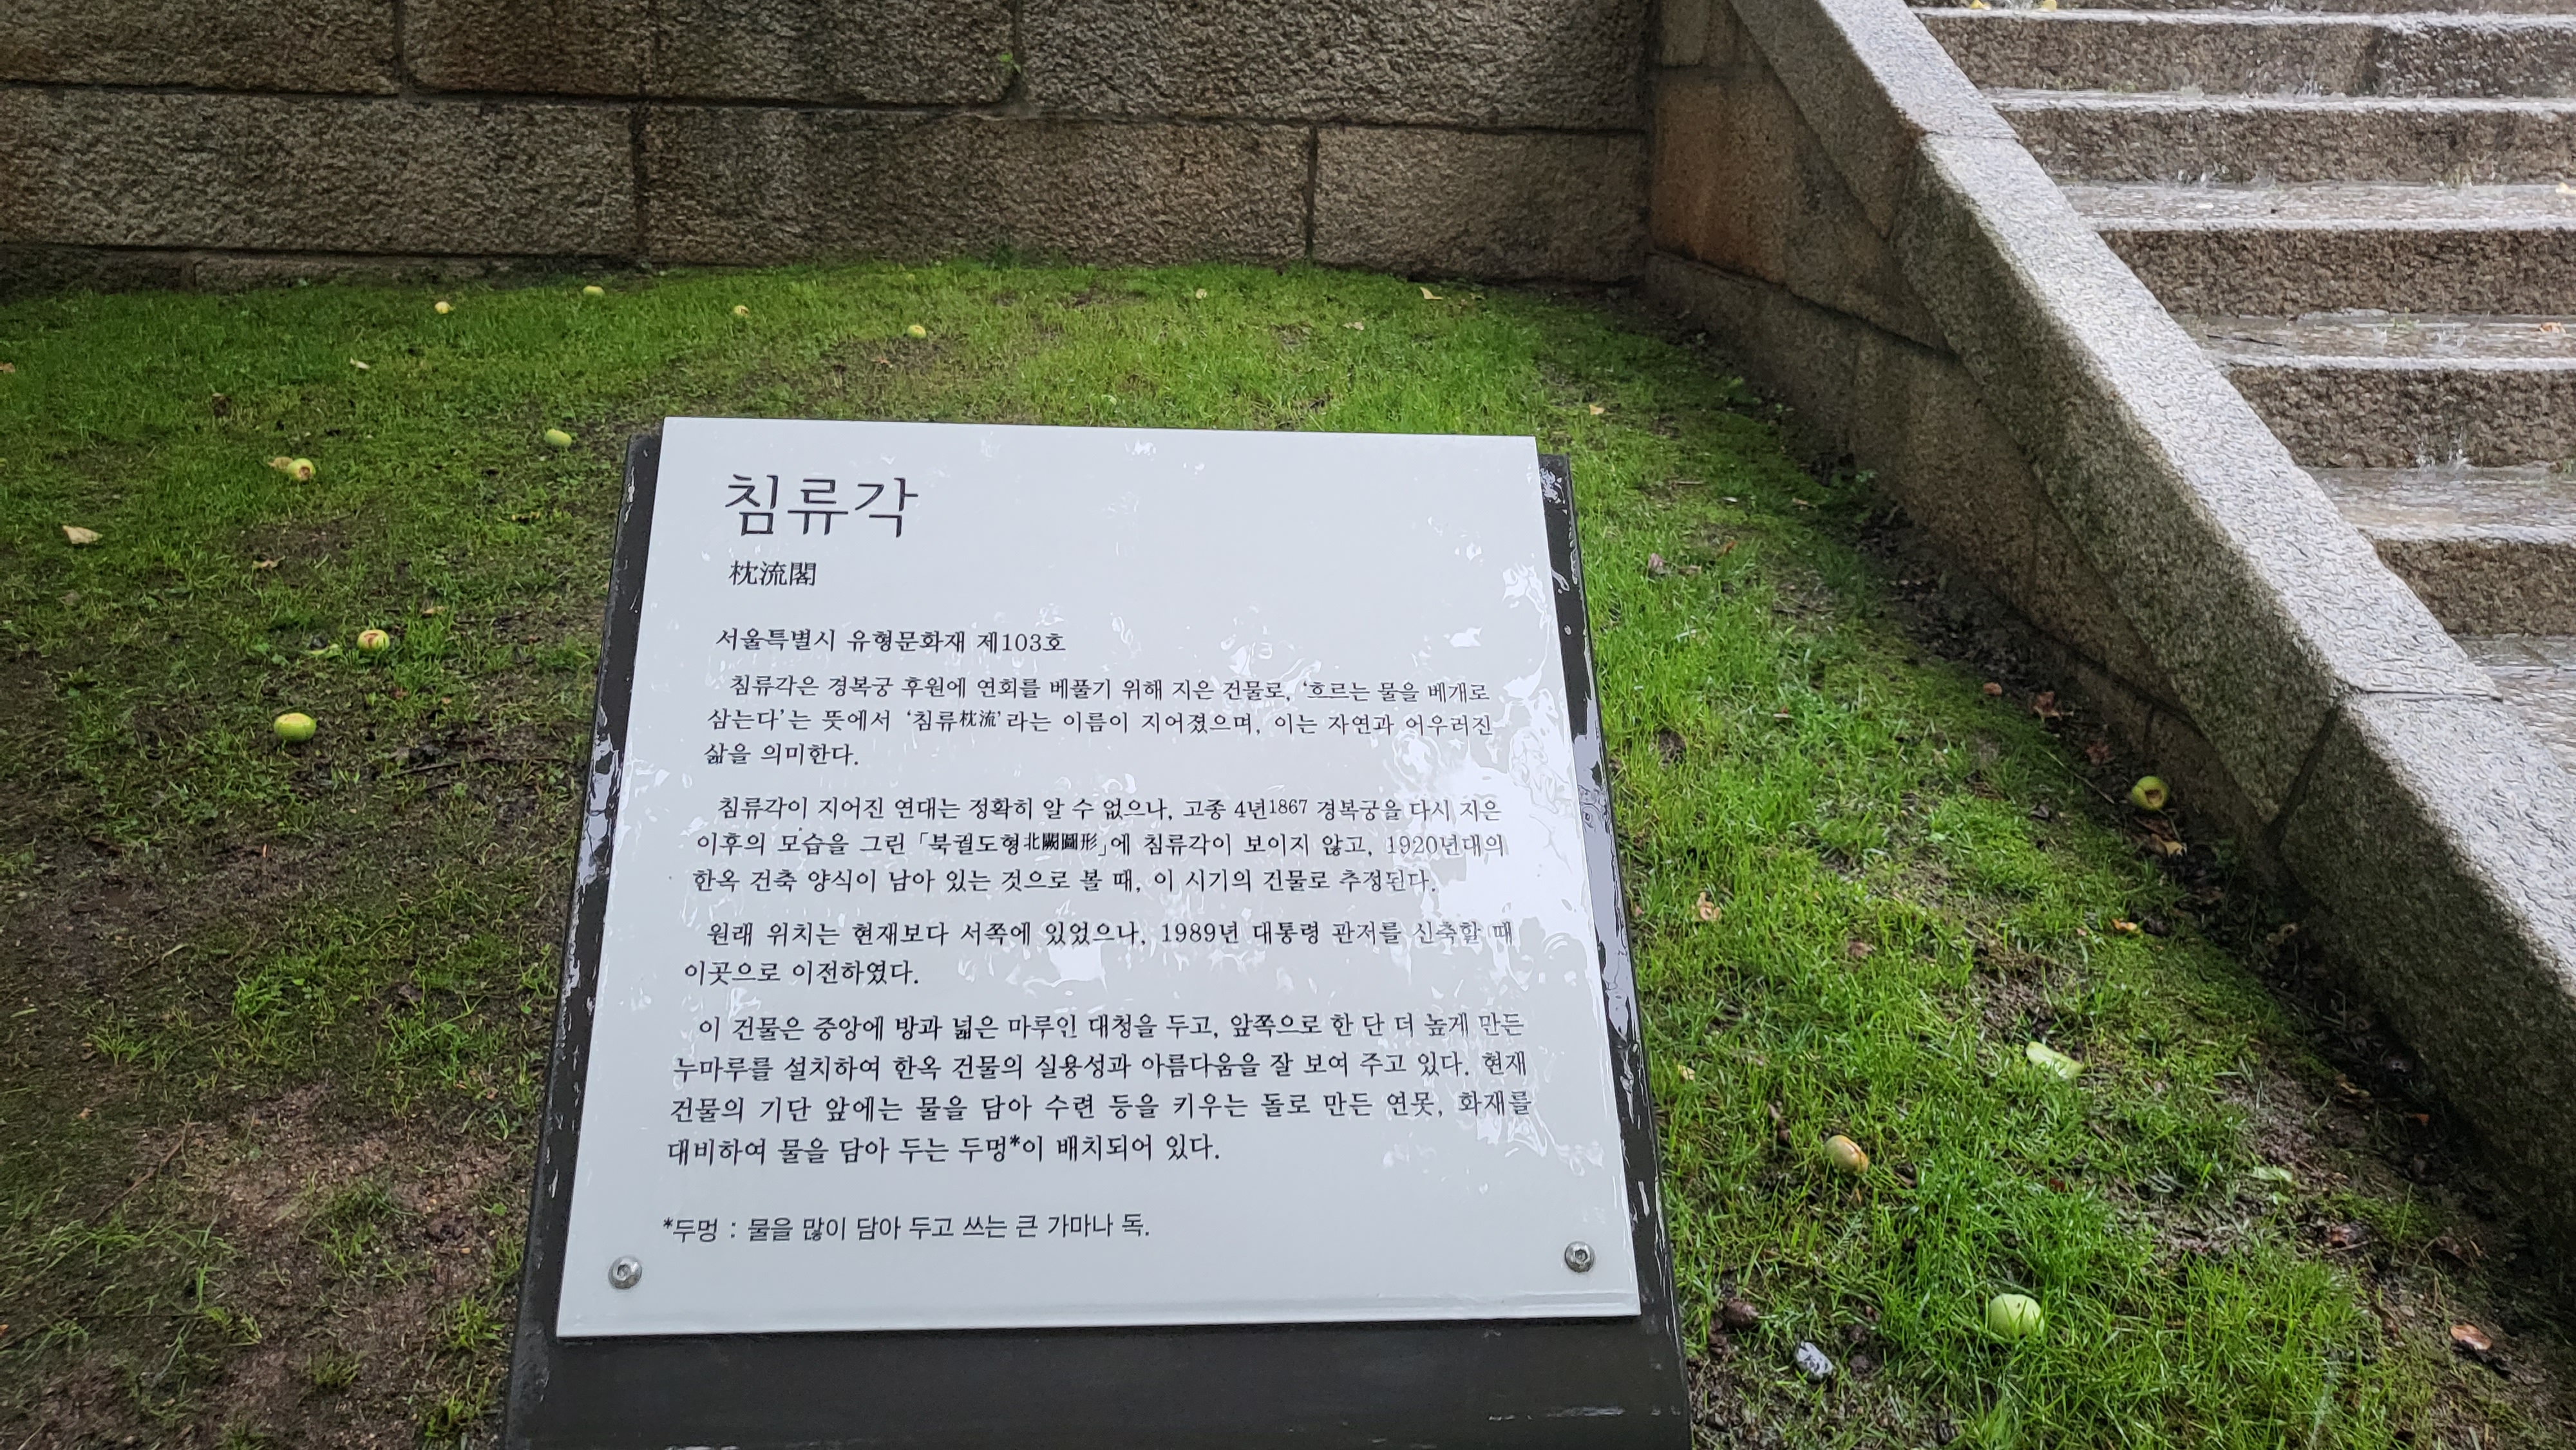 침류각
枕流閣
서울특별시 유형문화재 제103호
침류각은 경복궁 후원에 연회를 베풀기 위해 지은 건물로, ‘흐르는 물을 베개로
삼는다’는 뜻에서 ‘침류枕流’라는 이름이 지어졌으며, 이는 자연과 어우러진
삶을 의미한다.
침류각이 지어진 연대는 정확히 알 수 없으나, 고종 4년1867 경복궁을 다시 지은
이후의 모습을 그린 「북궐도형北闕圖形」에 침류각이 보이지 않고, 1920년대의
한옥 건축 양식이 남아 있는 것으로 볼 때, 이 시기의 건물로 추정된다.
원래 위치는 현재보다 서쪽에 있었으나, 1989년 대통령 관저를 신축할 때
이곳으로 이전하였다.
이 건물은 중앙에 방과 넓은 마루인 대청을 두고, 앞쪽으로 한 단 더 높게 만든
누마루를 설치하여 한옥 건물의 실용성과 아름다움을 잘 보여 주고 있다. 현재
건물의 기단 앞에는 물을 담아 수련 등을 키우는 돌로 만든 연못, 화재를
대비하여 물을 담아 두는 두멍*이 배치되어 있다.
*두멍 : 물을 많이 담아 두고 쓰는 큰 가마나 독.